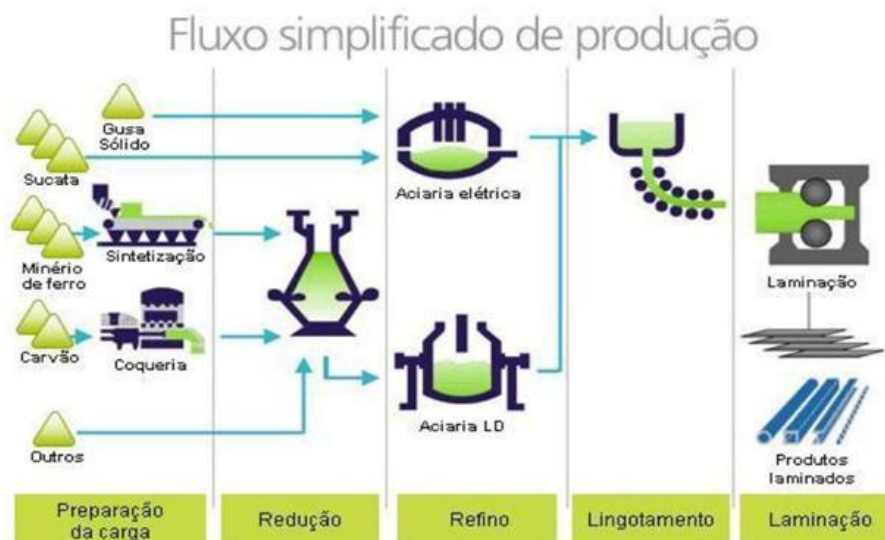 Fluxo simplificado de produção
Gusa
Sólido
Sucata
Aciaria elétrica
Sintetização
Minério
de ferro
Laminação
Carvão
Coqueria
Aciaria LD
Outros
Produtos
laminados
Preparação
da carga
Redução
Refino
Lingotamento
Laminação